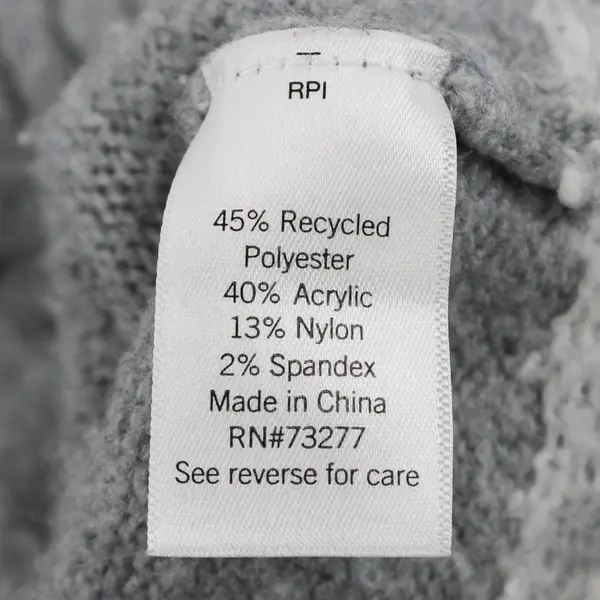 RPI
45% Recycled
Polyester
40% Acrylic
13% Nylon
2% Spandex
Made in China
RN#73277
See reverse for care